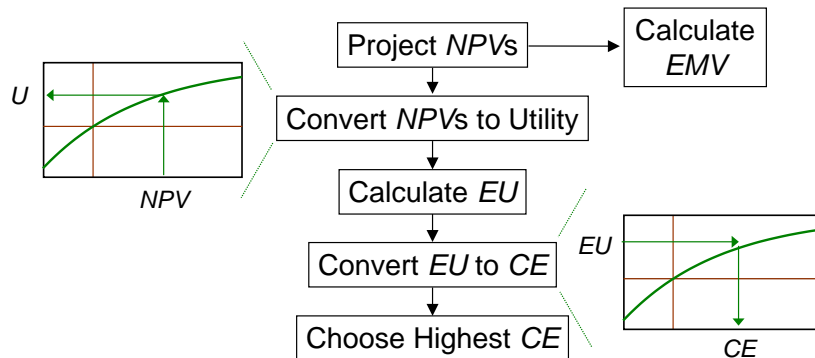 Project NPVs
Calculate
EMV
U
Convert NPVs to Utility
NPV
Calculate EU
EU
Convert EU to CE
Choose Highest CE
CE